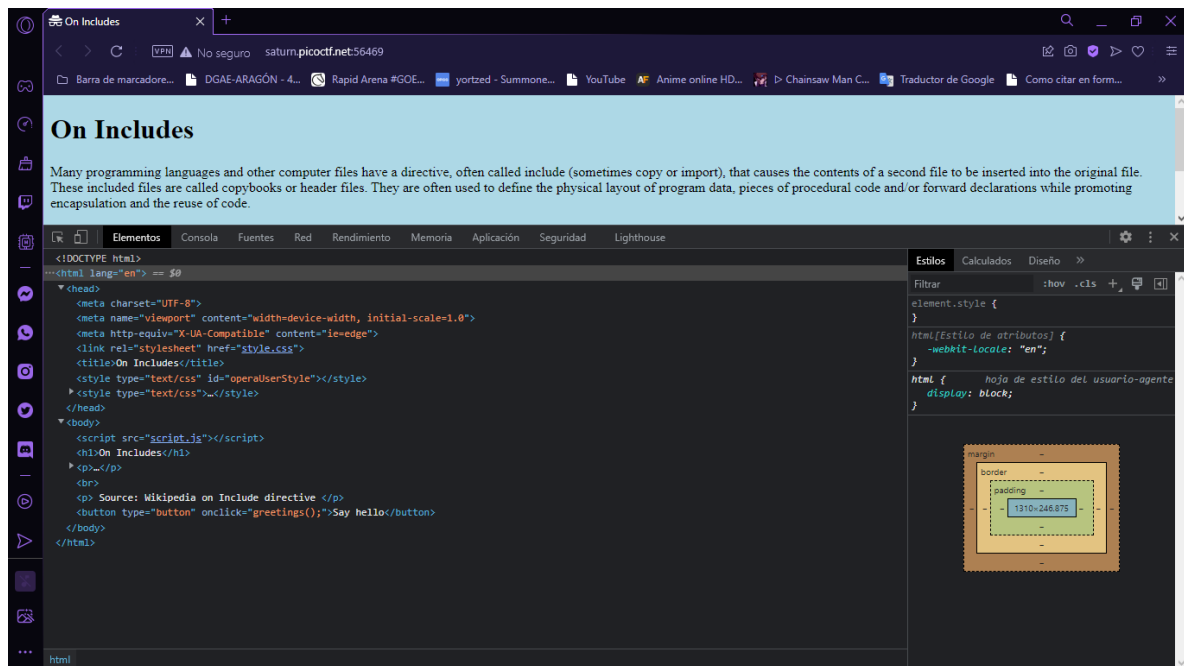 On Includes
VPN No seguro saturn.picoctf.net:56469
Barra de marcadore... DGAE-ARAGÓN - 4... Rapid Arena #GOE... yortzed - Summone... YouTube AF Anime online HD... ▷ Chainsaw Man C... Traductor de Google Como citar en form... »
On Includes
Many programming languages and other computer files have a directive, often called include (sometimes copy or import), that causes the contents of a second file to be inserted into the original file.
These included files are called copybooks or header files. They are often used to define the physical layout of program data, pieces of procedural code and/or forward declarations while promoting
encapsulation and the reuse of code.
Elementos Consola Fuentes Red Rendimiento Memoria Aplicación Seguridad Lighthouse
<!DOCTYPE html>
···<html lang="en"> == $0
▼<head>
<meta charset="UTF-8">
<meta name="viewport" content="width=device-width, initial-scale=1.0">
<meta http-equiv="X-UA-Compatible" content="ie=edge">
<link rel="stylesheet" href="style.css">
<title>On Includes</title>
<style type="text/css" id="operaUserStyle"></style>
▶<style type="text/css">…</style>
</head>
▼<body>
<script src="script.js"></script>
<h1>On Includes</h1>
▶<p>…</p>
<br>
<p> Source: Wikipedia on Include directive </p>
<button type="button" onclick="greetings();">Say hello</button>
</body>
</html>
html
Estilos Calculados Diseño »
Filtrar :hov .cls +
element.style {
}
html[Estilo de atributos] {
-webkit-locale: "en";
}
html { hoja de estilo del usuario-agente
display: block;
}
margin -
border -
padding -
- - - 1310×246.875 - - -
-
-
-